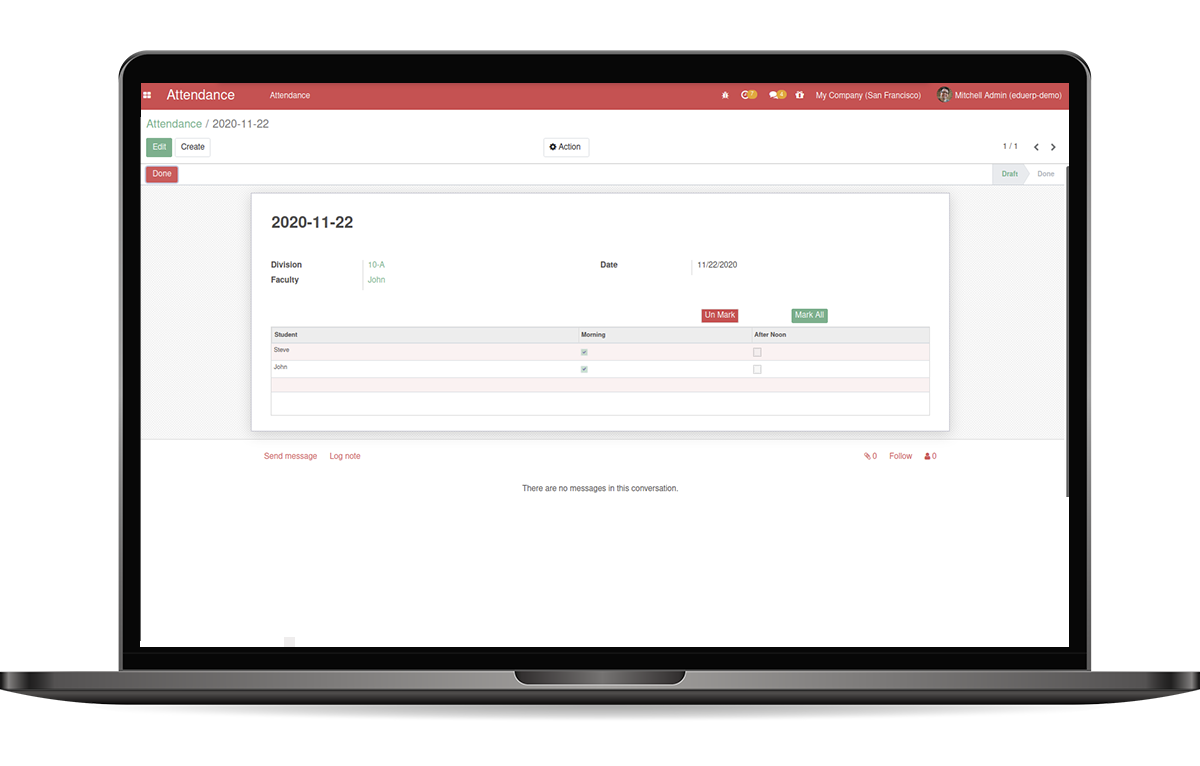 Attendance Attendance 7 4 My Company (San Francisco) Mitchell Admin (eduerp-demo)
Attendance / 2020-11-22
Edit Create Action 1 / 1
Done Draft Done
2020-11-22
Division 10-A Date 11/22/2020
Faculty John
Un Mark Mark All
Student Morning After Noon
Steve
John
Send message Log note 0 Follow 0
There are no messages in this conversation.